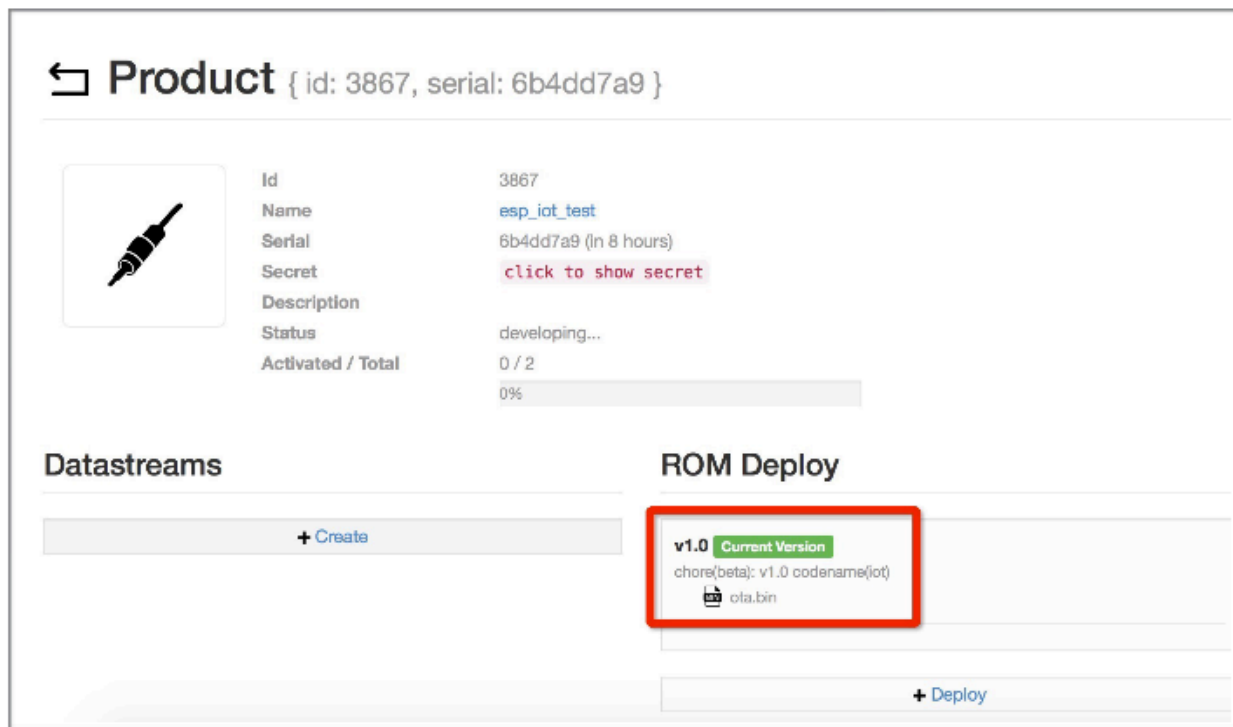 Product { id: 3867, serial: 6b4dd7a9 }
Id 3867
Name esp_iot_test
Serial 6b4dd7a9 (in 8 hours)
Secret click to show secret
Description
Status developing...
Activated / Total 0 / 2
0%
Datastreams
+ Create
ROM Deploy
v1.0 Current Version
chore(beta): v1.0 codename(iot)
ota.bin
+ Deploy